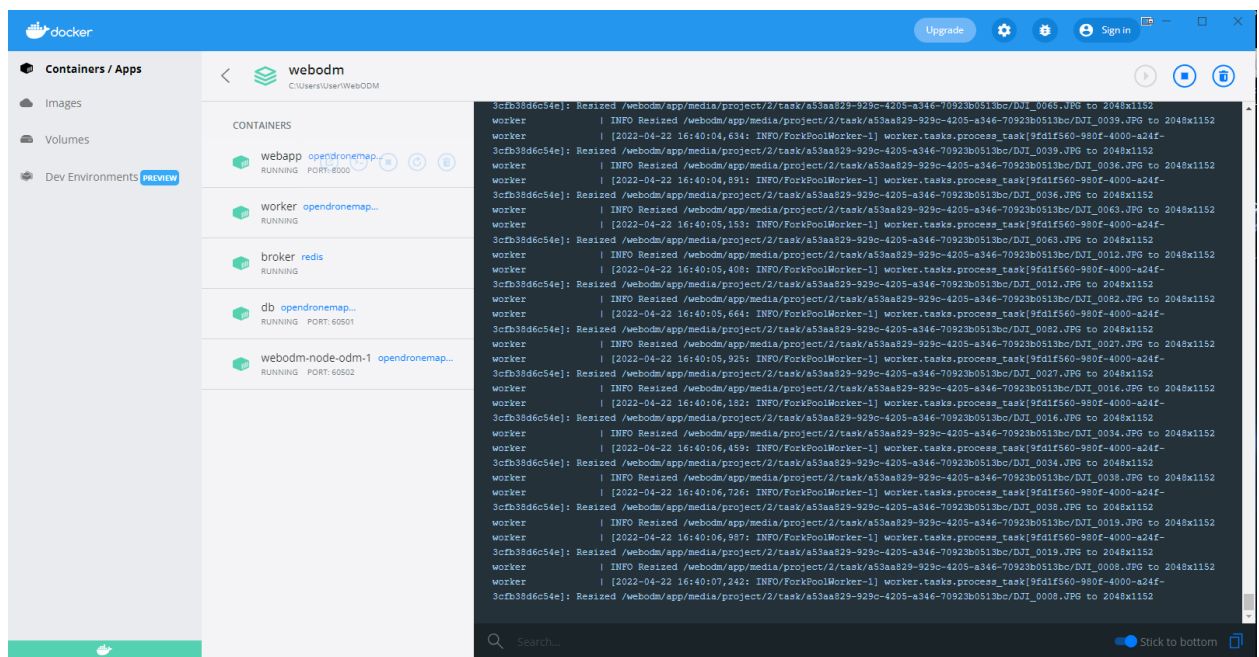 docker
Upgrade
Sign in
Containers / Apps
Images
Volumes
Dev Environments PREVIEW
webodm
C:\Users\User\WebODM
CONTAINERS
webapp opendronemap...
RUNNING PORT: 8000
worker opendronemap...
RUNNING
broker redis
RUNNING
db opendronemap...
RUNNING PORT: 60501
webodm-node-odm-1 opendronemap...
RUNNING PORT: 60502
3cfb38d6c54e]: Resized /webodm/app/media/project/2/task/a53aa829-929c-4205-a346-70923b0513bc/DJI_0065.JPG to 2048x1152
worker | INFO Resized /webodm/app/media/project/2/task/a53aa829-929c-4205-a346-70923b0513bc/DJI_0039.JPG to 2048x1152
worker | [2022-04-22 16:40:04,634: INFO/ForkPoolWorker-1] worker.tasks.process_task[9fd1f560-980f-4000-a24f-
3cfb38d6c54e]: Resized /webodm/app/media/project/2/task/a53aa829-929c-4205-a346-70923b0513bc/DJI_0039.JPG to 2048x1152
worker | INFO Resized /webodm/app/media/project/2/task/a53aa829-929c-4205-a346-70923b0513bc/DJI_0036.JPG to 2048x1152
worker | [2022-04-22 16:40:04,891: INFO/ForkPoolWorker-1] worker.tasks.process_task[9fd1f560-980f-4000-a24f-
3cfb38d6c54e]: Resized /webodm/app/media/project/2/task/a53aa829-929c-4205-a346-70923b0513bc/DJI_0036.JPG to 2048x1152
worker | INFO Resized /webodm/app/media/project/2/task/a53aa829-929c-4205-a346-70923b0513bc/DJI_0063.JPG to 2048x1152
worker | [2022-04-22 16:40:05,153: INFO/ForkPoolWorker-1] worker.tasks.process_task[9fd1f560-980f-4000-a24f-
3cfb38d6c54e]: Resized /webodm/app/media/project/2/task/a53aa829-929c-4205-a346-70923b0513bc/DJI_0063.JPG to 2048x1152
worker | INFO Resized /webodm/app/media/project/2/task/a53aa829-929c-4205-a346-70923b0513bc/DJI_0012.JPG to 2048x1152
worker | [2022-04-22 16:40:05,408: INFO/ForkPoolWorker-1] worker.tasks.process_task[9fd1f560-980f-4000-a24f-
3cfb38d6c54e]: Resized /webodm/app/media/project/2/task/a53aa829-929c-4205-a346-70923b0513bc/DJI_0012.JPG to 2048x1152
worker | INFO Resized /webodm/app/media/project/2/task/a53aa829-929c-4205-a346-70923b0513bc/DJI_0082.JPG to 2048x1152
worker | [2022-04-22 16:40:05,664: INFO/ForkPoolWorker-1] worker.tasks.process_task[9fd1f560-980f-4000-a24f-
3cfb38d6c54e]: Resized /webodm/app/media/project/2/task/a53aa829-929c-4205-a346-70923b0513bc/DJI_0082.JPG to 2048x1152
worker | INFO Resized /webodm/app/media/project/2/task/a53aa829-929c-4205-a346-70923b0513bc/DJI_0027.JPG to 2048x1152
worker | [2022-04-22 16:40:05,925: INFO/ForkPoolWorker-1] worker.tasks.process_task[9fd1f560-980f-4000-a24f-
3cfb38d6c54e]: Resized /webodm/app/media/project/2/task/a53aa829-929c-4205-a346-70923b0513bc/DJI_0027.JPG to 2048x1152
worker | INFO Resized /webodm/app/media/project/2/task/a53aa829-929c-4205-a346-70923b0513bc/DJI_0016.JPG to 2048x1152
worker | [2022-04-22 16:40:06,182: INFO/ForkPoolWorker-1] worker.tasks.process_task[9fd1f560-980f-4000-a24f-
3cfb38d6c54e]: Resized /webodm/app/media/project/2/task/a53aa829-929c-4205-a346-70923b0513bc/DJI_0016.JPG to 2048x1152
worker | INFO Resized /webodm/app/media/project/2/task/a53aa829-929c-4205-a346-70923b0513bc/DJI_0034.JPG to 2048x1152
worker | [2022-04-22 16:40:06,459: INFO/ForkPoolWorker-1] worker.tasks.process_task[9fd1f560-980f-4000-a24f-
3cfb38d6c54e]: Resized /webodm/app/media/project/2/task/a53aa829-929c-4205-a346-70923b0513bc/DJI_0034.JPG to 2048x1152
worker | INFO Resized /webodm/app/media/project/2/task/a53aa829-929c-4205-a346-70923b0513bc/DJI_0038.JPG to 2048x1152
worker | [2022-04-22 16:40:06,726: INFO/ForkPoolWorker-1] worker.tasks.process_task[9fd1f560-980f-4000-a24f-
3cfb38d6c54e]: Resized /webodm/app/media/project/2/task/a53aa829-929c-4205-a346-70923b0513bc/DJI_0038.JPG to 2048x1152
worker | INFO Resized /webodm/app/media/project/2/task/a53aa829-929c-4205-a346-70923b0513bc/DJI_0019.JPG to 2048x1152
worker | [2022-04-22 16:40:06,987: INFO/ForkPoolWorker-1] worker.tasks.process_task[9fd1f560-980f-4000-a24f-
3cfb38d6c54e]: Resized /webodm/app/media/project/2/task/a53aa829-929c-4205-a346-70923b0513bc/DJI_0019.JPG to 2048x1152
worker | INFO Resized /webodm/app/media/project/2/task/a53aa829-929c-4205-a346-70923b0513bc/DJI_0008.JPG to 2048x1152
worker | [2022-04-22 16:40:07,242: INFO/ForkPoolWorker-1] worker.tasks.process_task[9fd1f560-980f-4000-a24f-
3cfb38d6c54e]: Resized /webodm/app/media/project/2/task/a53aa829-929c-4205-a346-70923b0513bc/DJI_0008.JPG to 2048x1152
Search...
Stick to bottom